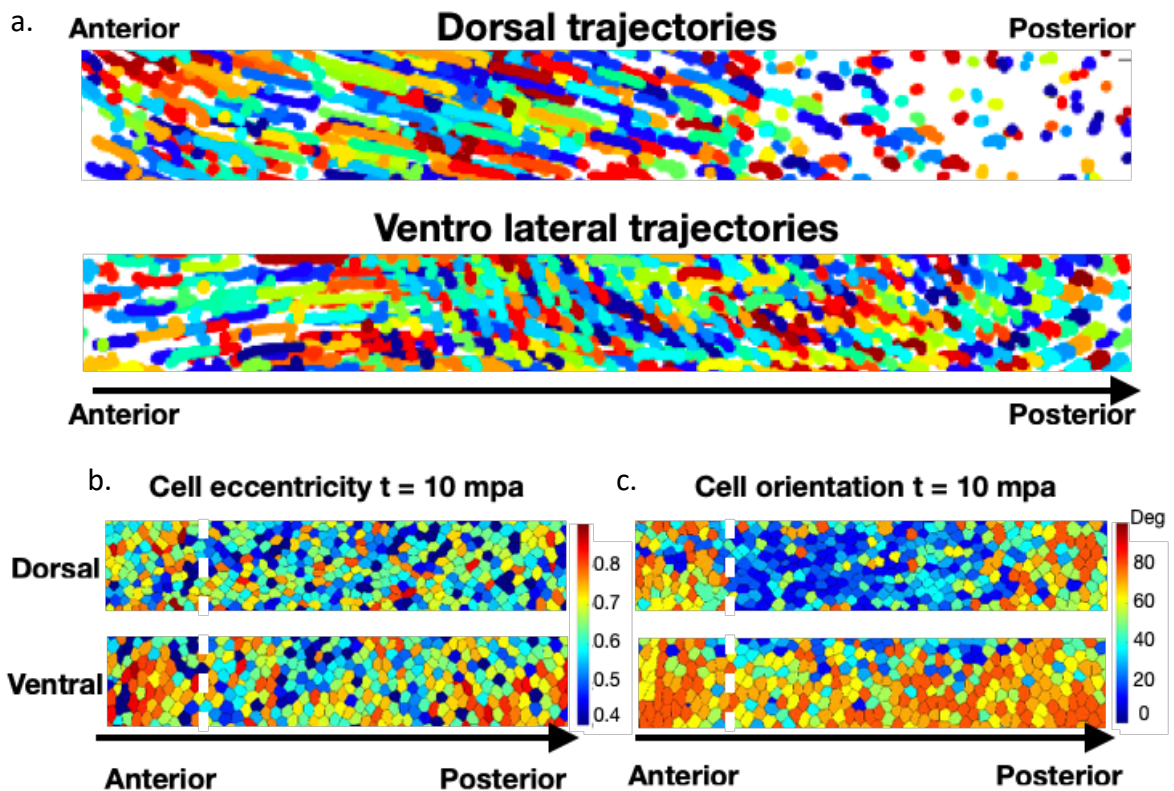 a.
Anterior Dorsal trajectories Posterior
Ventro lateral trajectories
Anterior Posterior
b. Cell eccentricity t = 10 mpa
c. Cell orientation t = 10 mpa
Dorsal
Ventral
0.8
0.7
0.6
0.5
0.4
Deg
80
60
40
20
0
Anterior Posterior
Anterior Posterior